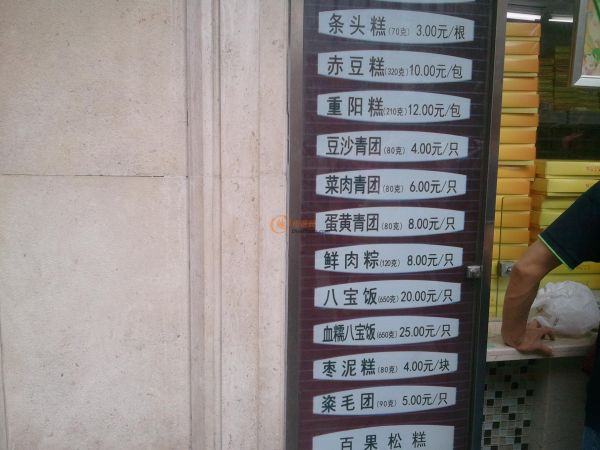 条头糕(70克) 3.00元/根
赤豆糕(320克)10.00元/包
重阳糕(210克)12.00元/包
豆沙青团(80克) 4.00元/只
菜肉青团(80克) 6.00元/只
蛋黄青团(80克) 8.00元/只
鲜肉粽(120克) 8.00元/只
八宝饭(650克)20.00元/只
血糯八宝饭(650克)25.00元/只
枣泥糕(80克) 4.00元/块
粢毛团(90克) 5.00元/只
百果松糕